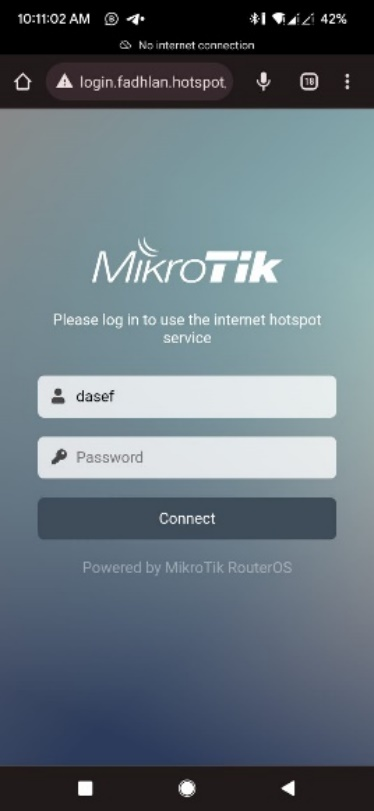 10:11:02 AM 42%
No internet connection
login.fadhlan.hotspot.
18
MikroTik
Please log in to use the internet hotspot
service
dasef
Password
Connect
Powered by MikroTik RouterOS